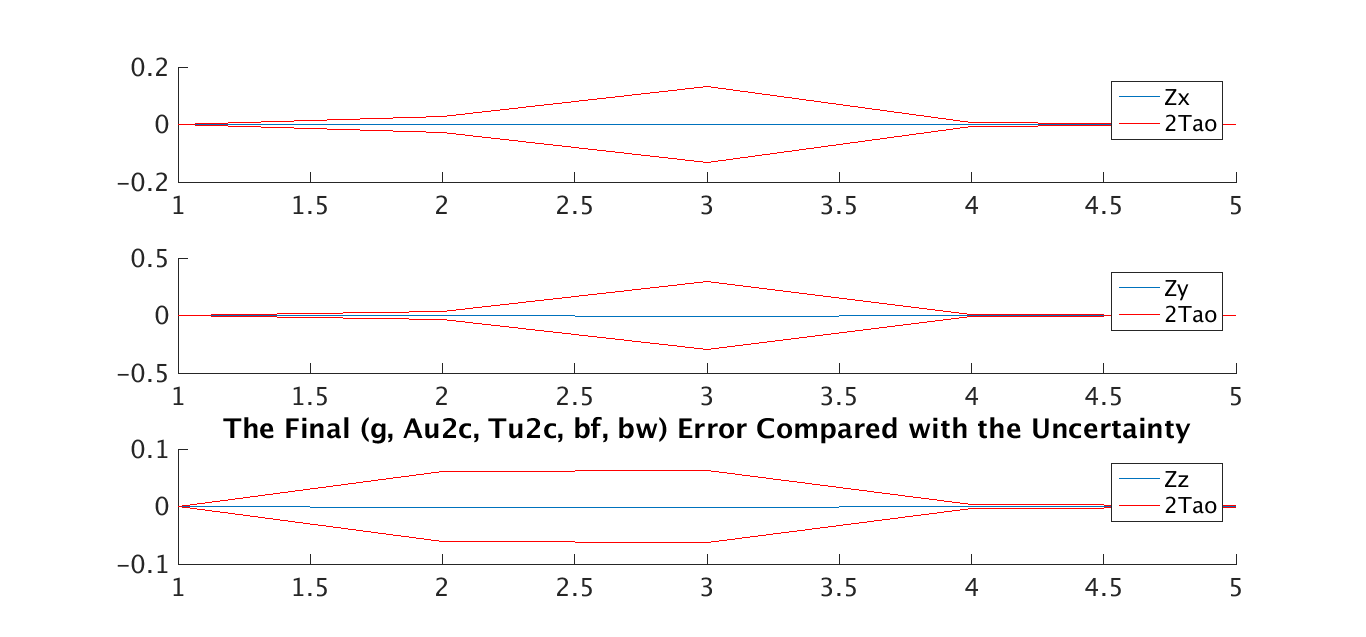 0.2
0
−0.2
1 1.5 2 2.5 3 3.5 4 4.5 5
Zx
2Tao
0.5
0
−0.5
1 1.5 2 2.5 3 3.5 4 4.5 5
Zy
2Tao
The Final (g, Au2c, Tu2c, bf, bw) Error Compared with the Uncertainty
0.1
0
−0.1
1 1.5 2 2.5 3 3.5 4 4.5 5
Zz
2Tao